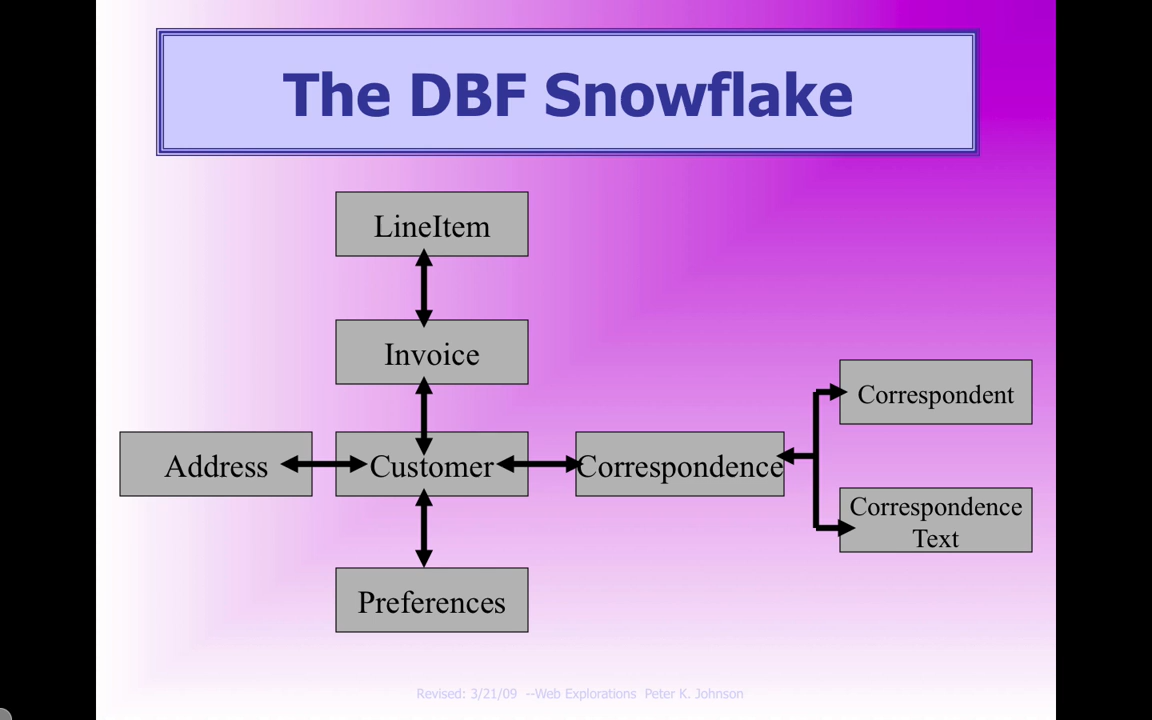 The DBF Snowflake
LineItem
Invoice
Correspondent
Address
Customer
Correspondence
Correspondence
Text
Preferences
Revised: 3/21/09  --Web Explorations  Peter K. Johnson